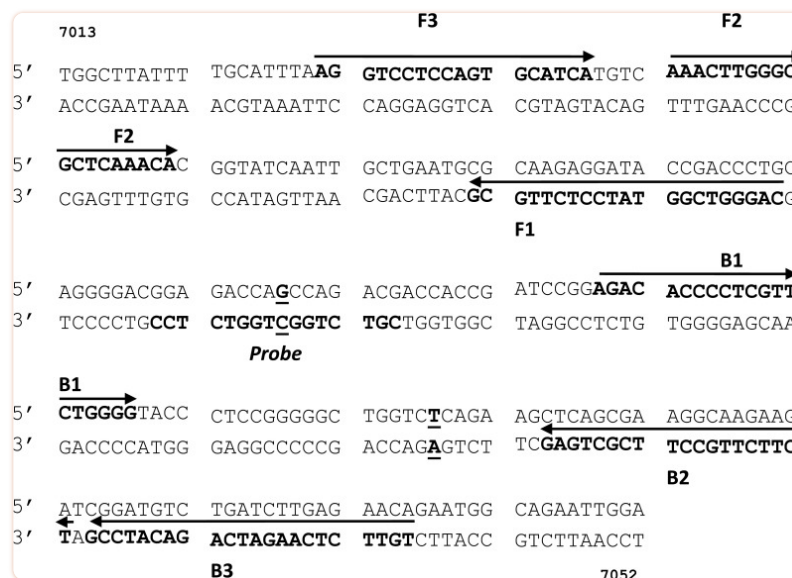 F3 F2
7013
5′ TGGCTTATTT TGCATTTAAG GTCCTCCAGT GCATCATGTC AAACTTGGGC
3′ ACCGAATAAA ACGTAAATTC CAGGAGGTCA CGTAGTACAG TTTGAACCCG
F2
GCTCAAACAC GGTATCAATT GCTGAATGCG CAAGAGGATA CCGACCCTGC
5′
3′ CGAGTTTGTG CCATAGTTAA CGACTTACGC GTTCTCCTAT GGCTGGGACG
F1
B1
5′ AGGGGACGGA GACCAGCCAG ACGACCACCG ATCCGGAGAC ACCCCTCGTT
3′ TCCCCTGCCT CTGGTCGGTC TGCTGGTGGC TAGGCCTCTG TGGGGAGCAA
Probe
B1
5′ CTGGGGTACC CTCCGGGGGC TGGTCTCAGA AGCTCAGCGA AGGCAAGAAG
3′ GACCCCATGG GAGGCCCCCG ACCAGAGTCT TCGAGTCGCT TCCGTTCTTC
B2
5′ ATCGGATGTC TGATCTTGAG AACAGAATGG CAGAATTGGA
3′ TAGCCTACAG ACTAGAACTC TTGTCTTACC GTCTTAACCT
B3
7052